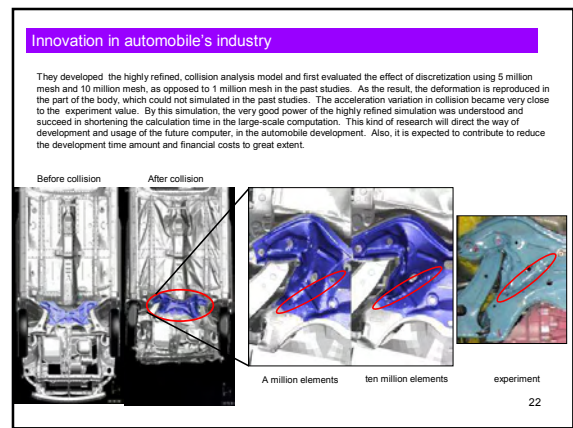 Innovation in automobile's industry
They developed the highly refined, collision analysis model and first evaluated the effect of discretization using 5 million
mesh and 10 million mesh, as opposed to 1 million mesh in the past studies. As the result, the deformation is reproduced in
the part of the body, which could not simulated in the past studies. The acceleration variation in collision became very close
to the experiment value. By this simulation, the very good power of the highly refined simulation was understood and
succeed in shortening the calculation time in the large-scale computation. This kind of research will direct the way of
development and usage of the future computer, in the automobile development. Also, it is expected to contribute to reduce
the development time amount and financial costs to great extent.
Before collision
After collision
A million elements
ten million elements
experiment
22